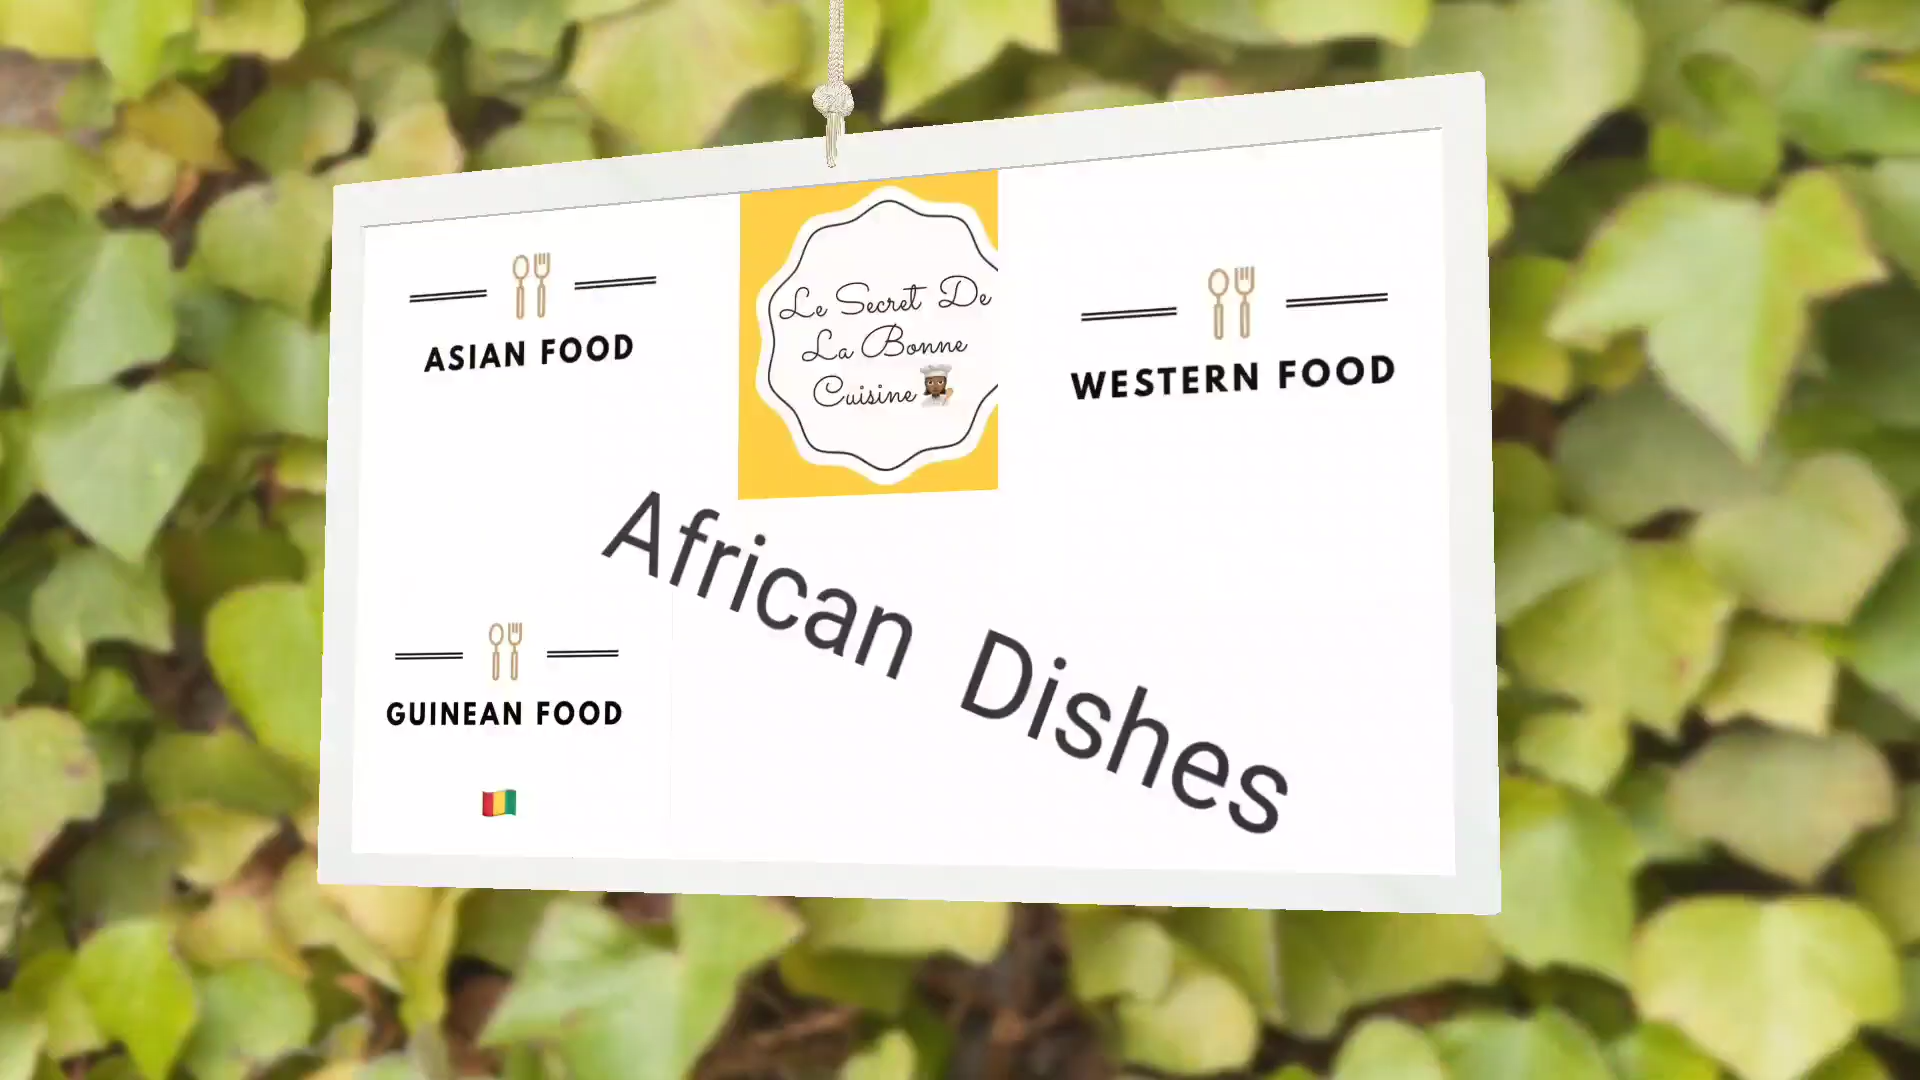 ASIAN FOOD
Le Secret De
La Bonne
Cuisine
WESTERN FOOD
African Dishes
GUINEAN FOOD